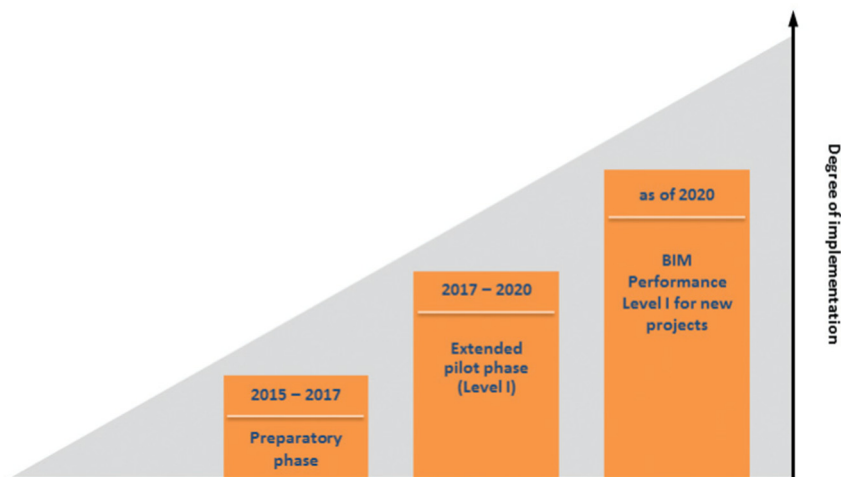 2015 – 2017
Preparatory
phase
2017 – 2020
Extended
pilot phase
(Level I)
as of 2020
BIM
Performance
Level I for new
projects
Degree of implementation